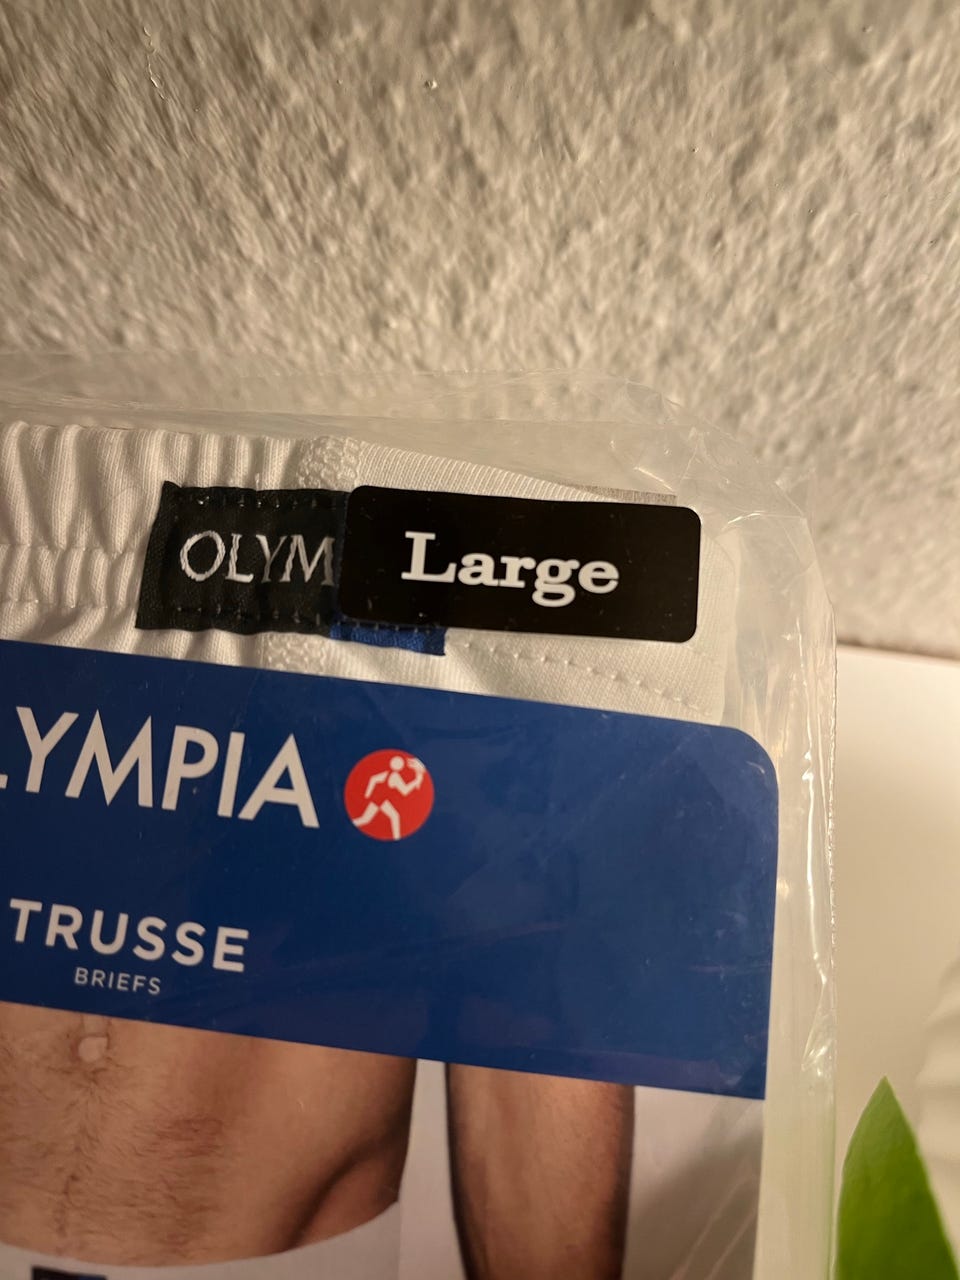 OLYM
Large
LYMPIA
TRUSSE
BRIEFS